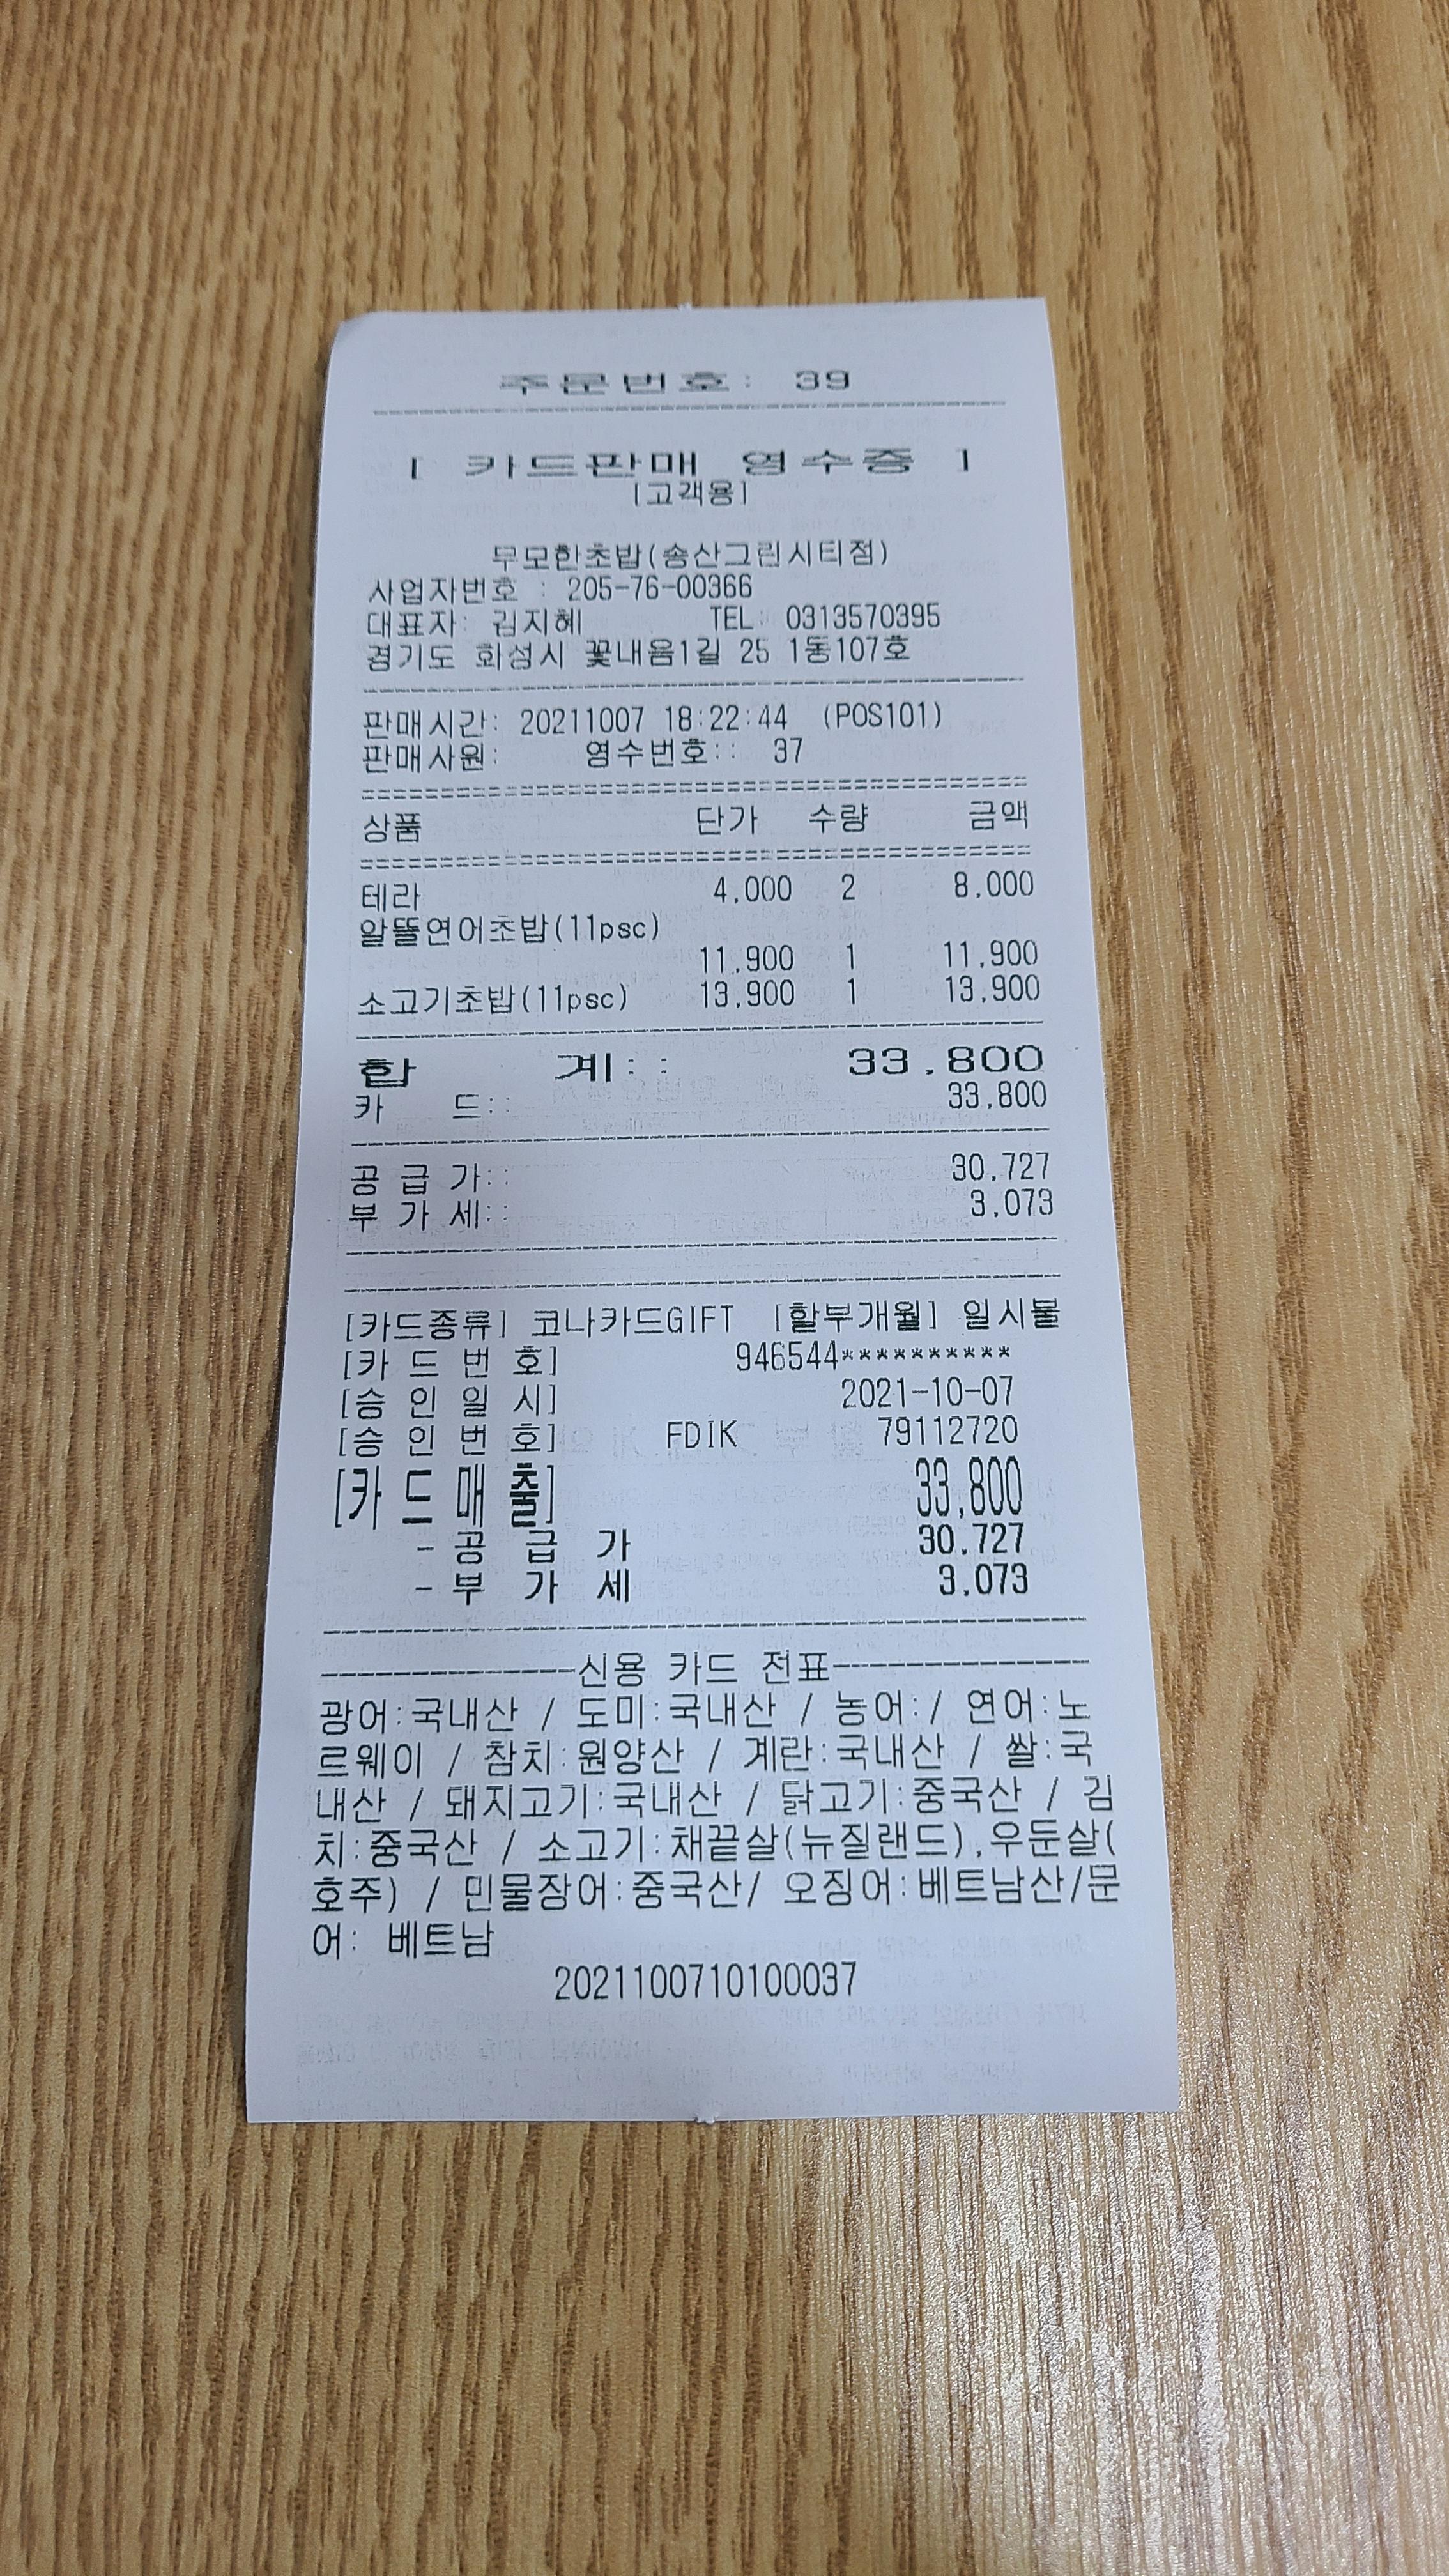 주문번호: 39
[ 카드판매 영수증 ]
[고객용]
무모한초밥(송산그린시티점)
사업자번호 : 205-76-00366
대표자: 김지혜 TEL: 0313570395
경기도 화성시 꽃내음1길 25 1동107호
판매시간: 20211007 18:22:44 (POS101)
판매사원: 영수번호:: 37
상품 단가 수량 금액
테라 4,000 2 8,000
알뜰연어초밥(11psc)
11,900 1 11,900
소고기초밥(11psc) 13,900 1 13,900
합 계:: 33,800
카 드:: 33,800
공 급 가:: 30,727
부 가 세:: 3,073
[카드종류] 코나카드GIFT [할부개월] 일시불
[카 드 번 호] 946544**********
[승 인 일 시] 2021-10-07
[승 인 번 호] FDIK 79112720
[카 드 매 출] 33,800
- 공 급 가 30,727
- 부 가 세 3,073
--------------신용 카드 전표--------------
광어:국내산 / 도미:국내산 / 농어:/ 연어:노
르웨이 / 참치:원양산 / 계란:국내산 / 쌀:국
내산 / 돼지고기:국내산 / 닭고기:중국산 / 김
치:중국산 / 소고기:채끝살(뉴질랜드),우둔살(
호주) / 민물장어:중국산/ 오징어:베트남산/문
어: 베트남
2021100710100037